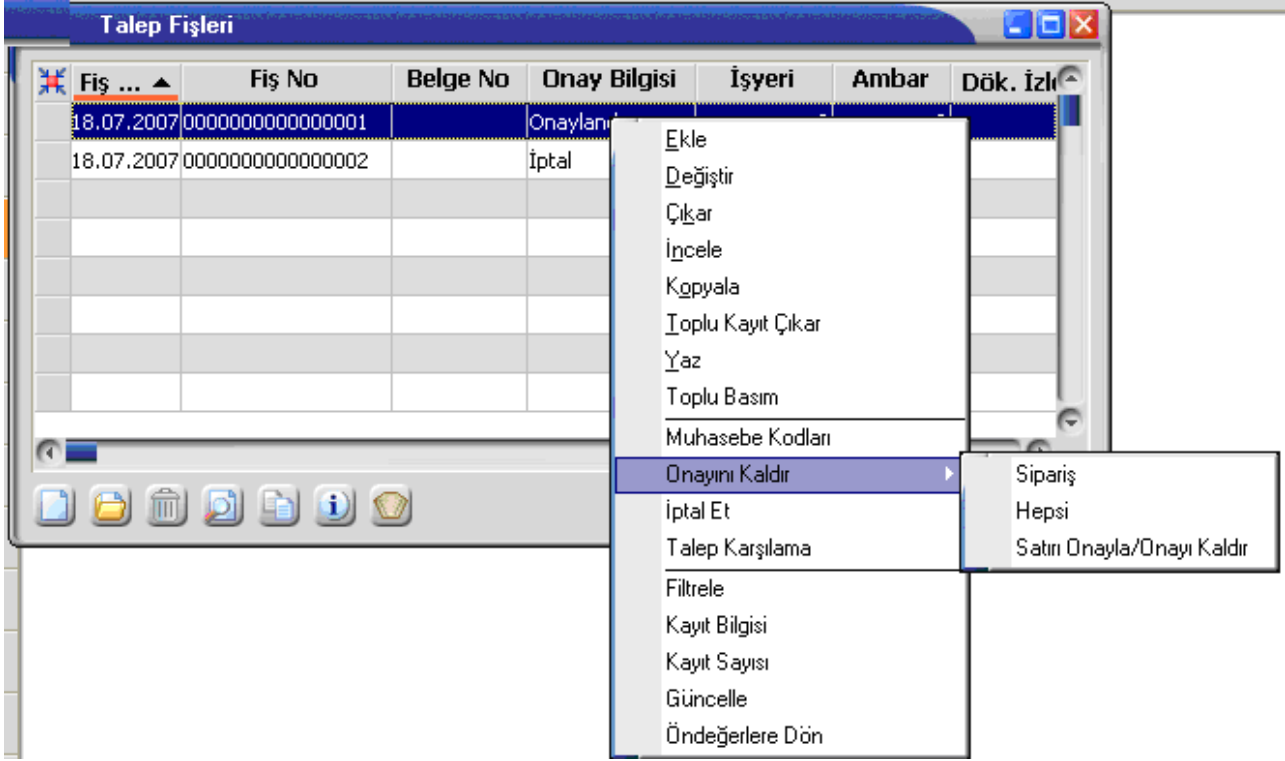 Talep Fişleri
Fiş ... Fiş No Belge No Onay Bilgisi İşyeri Ambar Dök.
18.07.2007 0000000000000001
18.07.2007 0000000000000002 İptal
Ekle
Değiştir
Çıkar
İncele
Kopyala
Toplu Kayıt Çıkar
Yaz
Toplu Basım
Muhasebe Kodları
Onayını Kaldır
Sipariş
İptal Et
Hepsi
Talep Karşılama
Satırı Onayla/Onayı Kaldır
Filtrele
Kayıt Bilgisi
Kayıt Sayısı
Güncelle
Öndeğerlere Dön